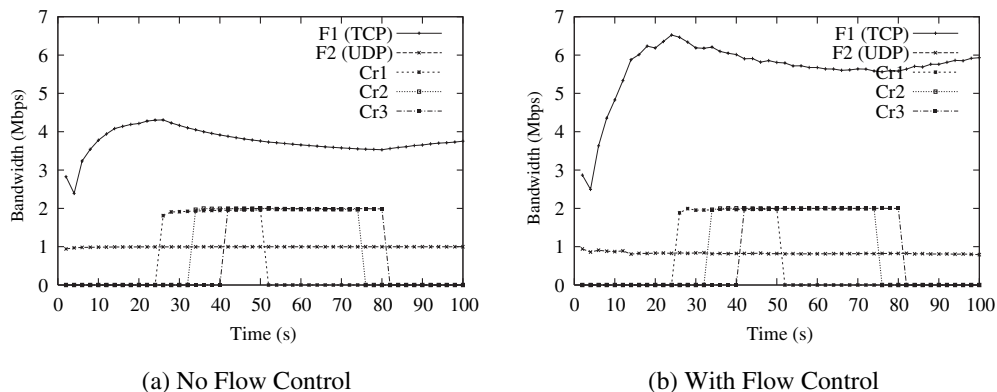 7
6
5
4
3
2
1
0
Bandwidth (Mbps)
F1 (TCP)
F2 (UDP)
Cr1
Cr2
Cr3
0 10 20 30 40 50 60 70 80 90 100
Time (s)
(a) No Flow Control
7
6
5
4
3
2
1
0
Bandwidth (Mbps)
F1 (TCP)
F2 (UDP)
Cr1
Cr2
Cr3
0 10 20 30 40 50 60 70 80 90 100
Time (s)
(b) With Flow Control